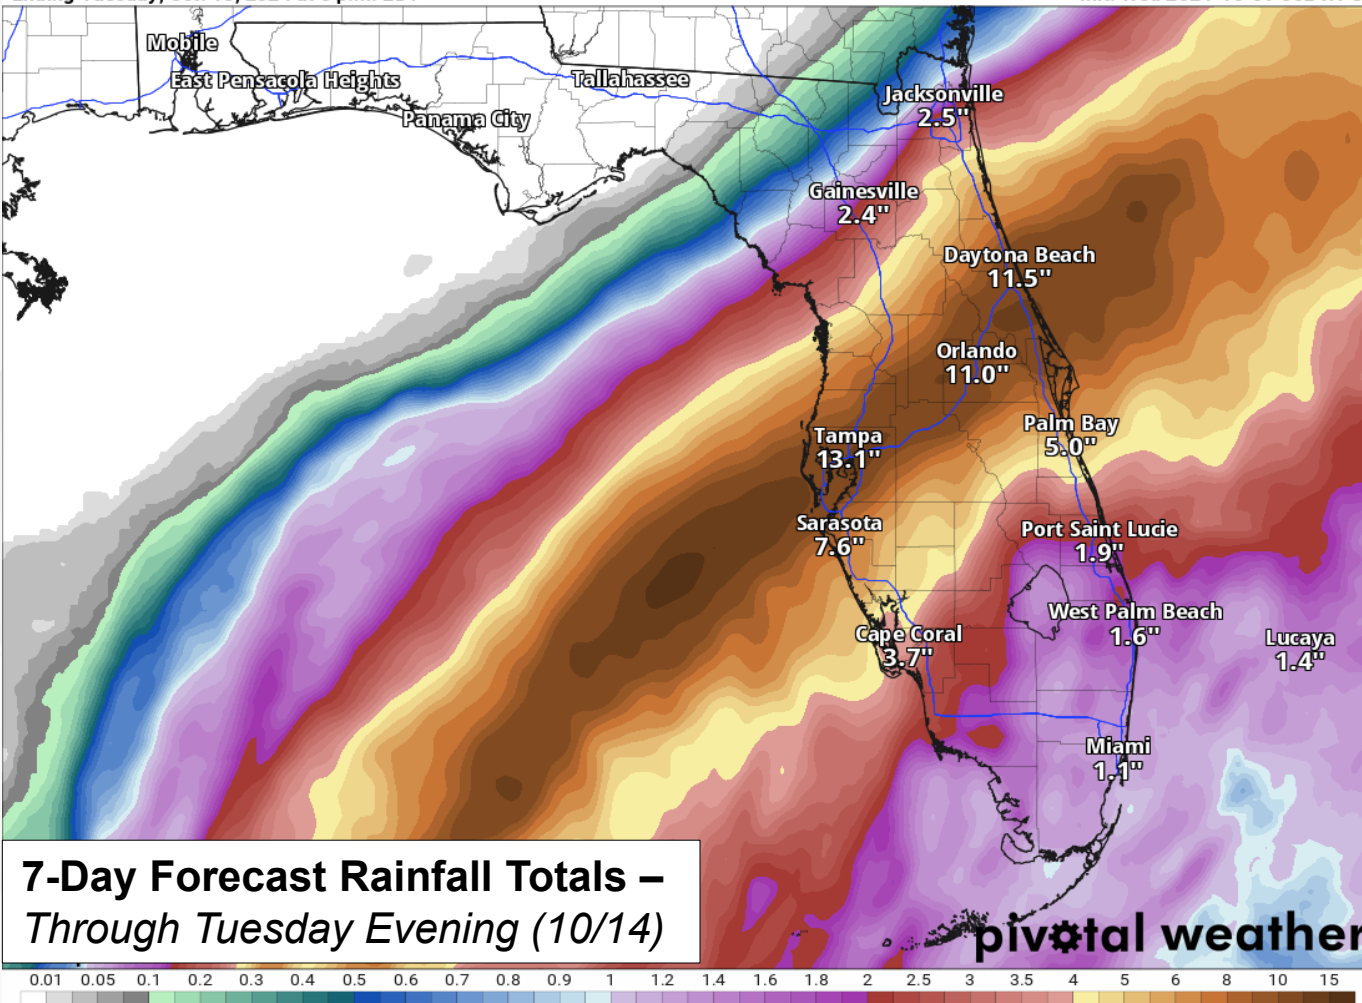 Mobile
East Pensacola Heights
Tallahassee
Panama City
Jacksonville
2.5"
Gainesville
2.4"
Daytona Beach
11.5"
Orlando
11.0"
Tampa
13.1"
Palm Bay
5.0"
Sarasota
7.6"
Port Saint Lucie
1.9"
West Palm Beach
1.6"
Cape Coral
3.7"
Lucaya
1.4"
Miami
1.1"
7-Day Forecast Rainfall Totals –
Through Tuesday Evening (10/14)
pivotal weather
0.01 0.05 0.1 0.2 0.3 0.4 0.5 0.6 0.7 0.8 0.9 1 1.2 1.4 1.6 1.8 2 2.5 3 3.5 4 5 6 8 10 15